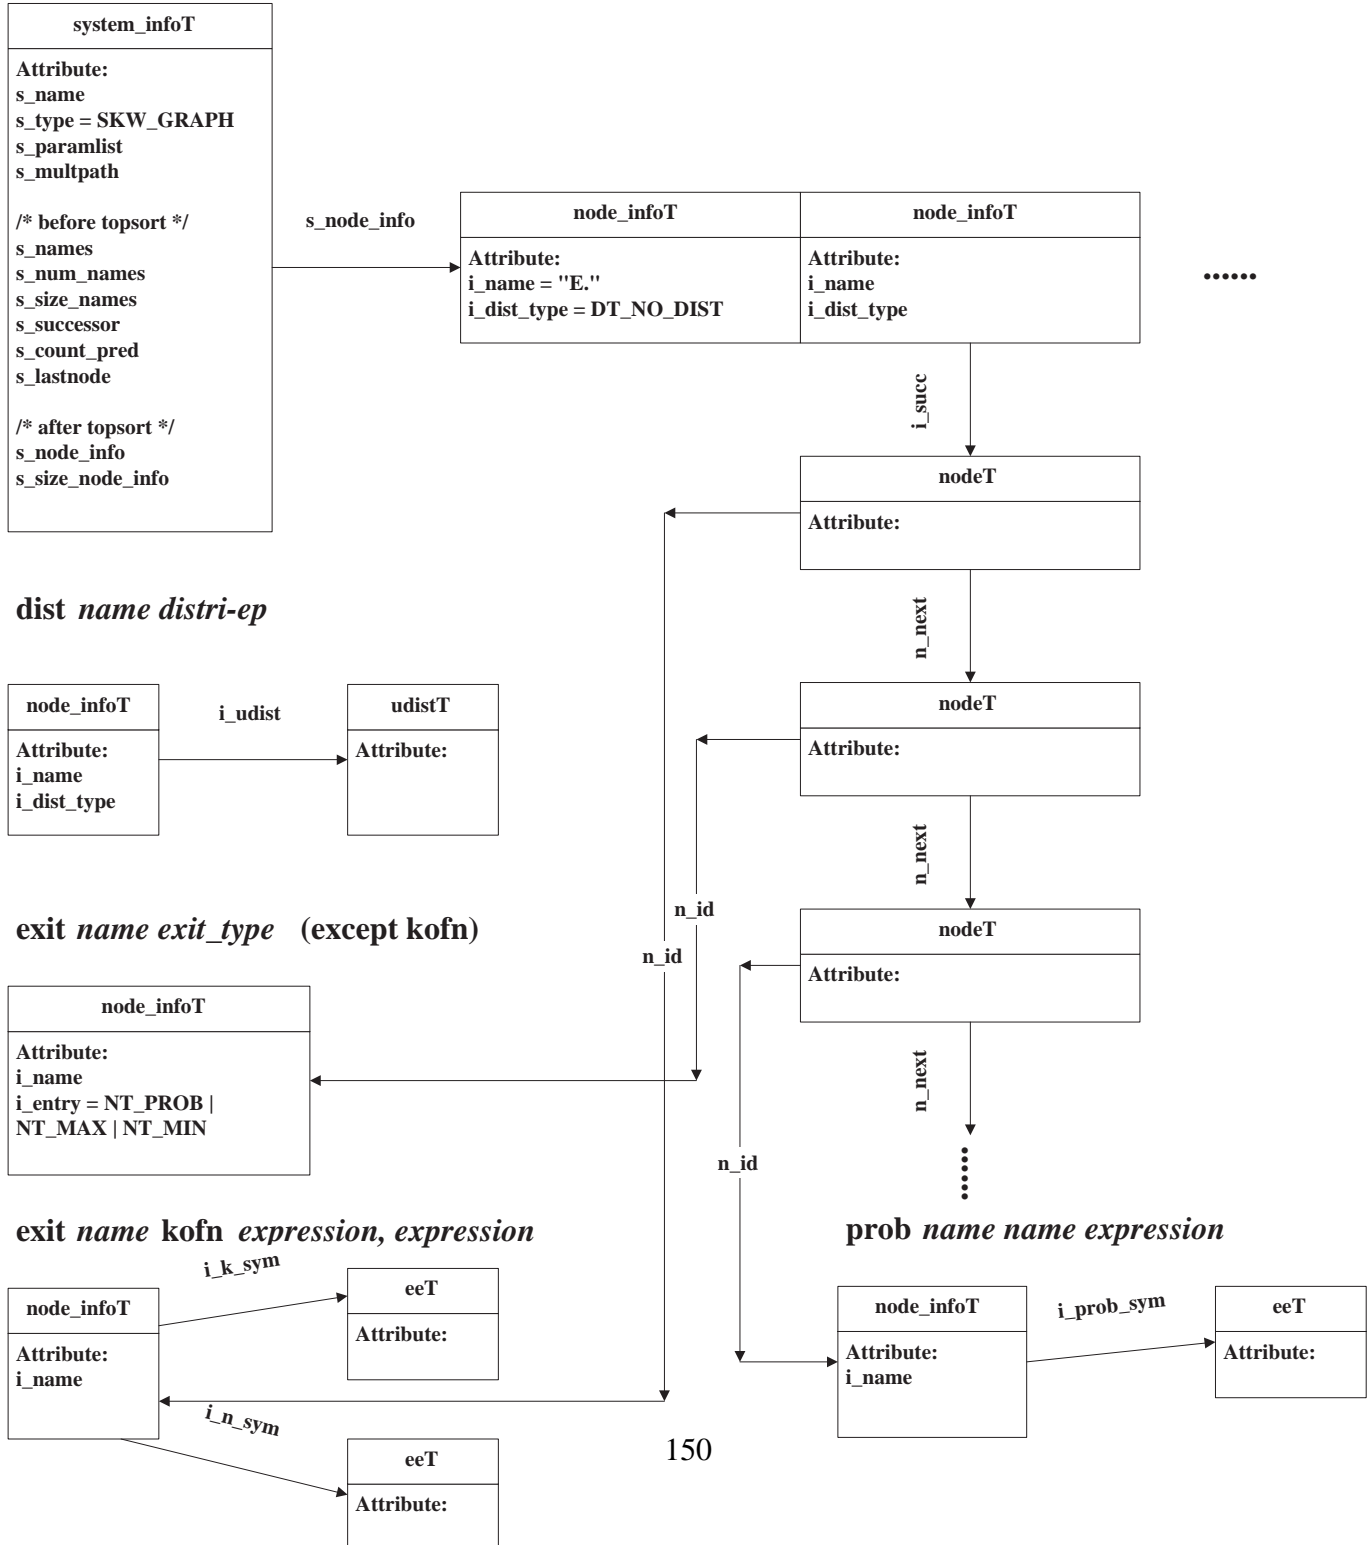 system_infoT
Attribute:
s_name
s_type = SKW_GRAPH
s_paramlist
s_multpath
/* before topsort */
s_names
s_num_names
s_size_names
s_successor
s_count_pred
s_lastnode
/* after topsort */
s_node_info
s_size_node_info
s_node_info
node_infoT
Attribute:
i_name = "E."
i_dist_type = DT_NO_DIST
node_infoT
Attribute:
i_name
i_dist_type
......
i_succ
nodeT
Attribute:
n_next
nodeT
Attribute:
n_next
nodeT
Attribute:
n_next
......
dist name distri-ep
node_infoT
Attribute:
i_name
i_dist_type
i_udist
udistT
Attribute:
exit name exit_type (except kofn)
node_infoT
Attribute:
i_name
i_entry = NT_PROB |
NT_MAX | NT_MIN
n_id
n_id
n_id
exit name kofn expression, expression
node_infoT
Attribute:
i_name
i_k_sym
eeT
Attribute:
i_n_sym
eeT
Attribute:
prob name name expression
node_infoT
Attribute:
i_name
i_prob_sym
eeT
Attribute:
150